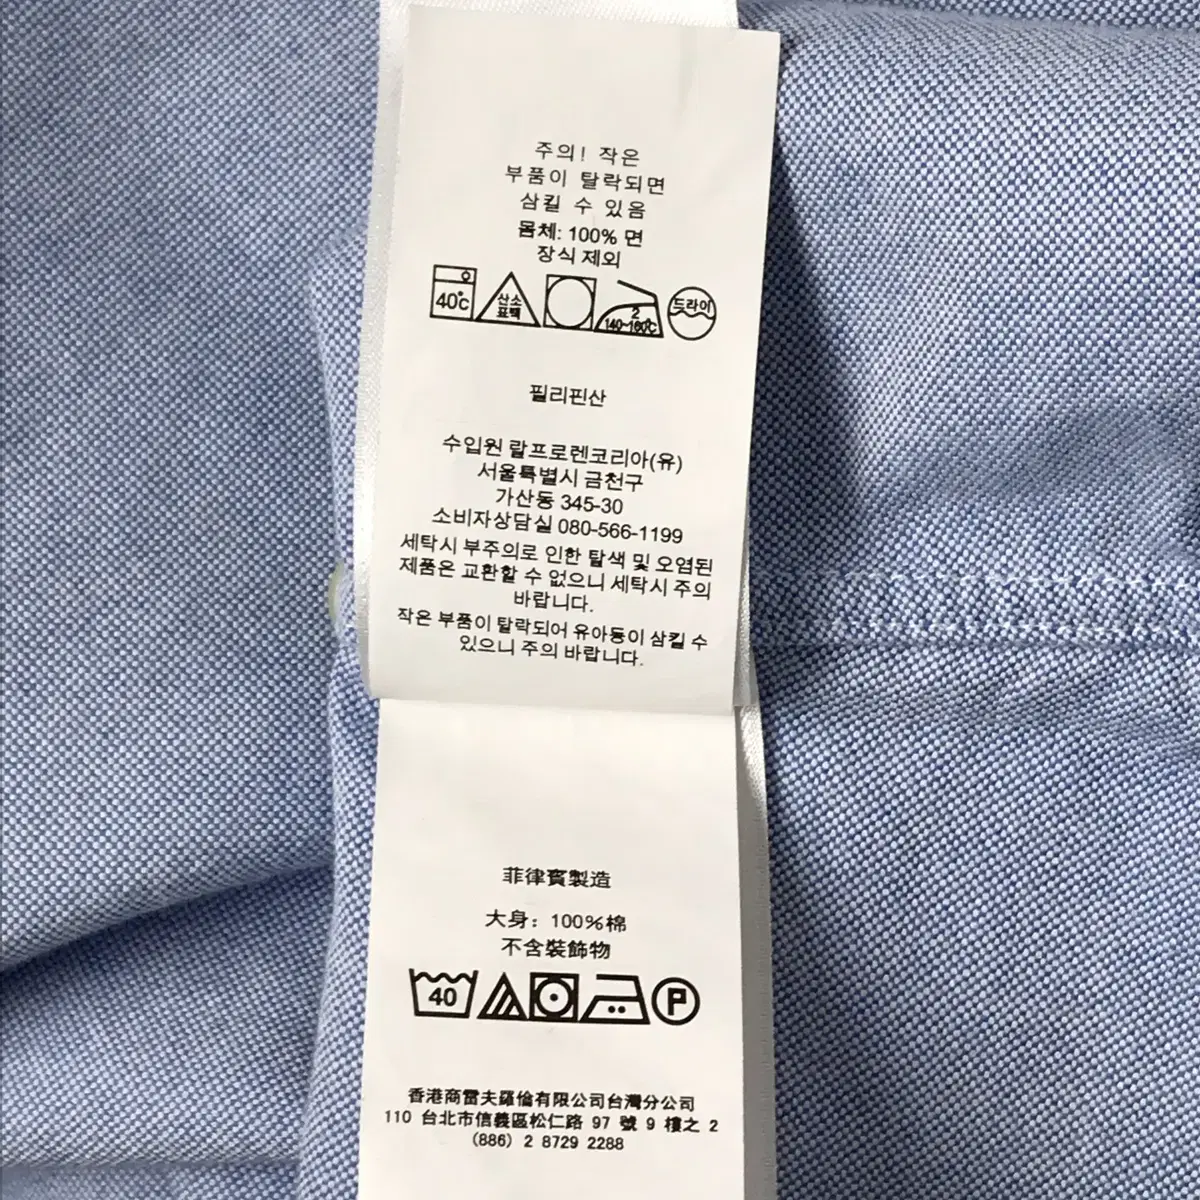 주의! 작은
부품이 탈락되면
삼킬 수 있음
몸체: 100% 면
장식 제외
40℃ 산소 표백 2 140~160℃ 드라이
필리핀산
수입원 랄프로렌코리아(유)
서울특별시 금천구
가산동 345-30
소비자상담실 080-566-1199
세탁시 부주의로 인한 탈색 및 오염된
제품은 교환할 수 없으니 세탁시 주의
바랍니다.
작은 부품이 탈락되어 유아동이 삼킬 수
있으니 주의 바랍니다.
菲律賓製造
大身：100%棉
不含裝飾物
40 P
香港商雷夫羅倫有限公司台灣分公司
110 台北市信義區松仁路 97 號 9 樓之 2
(886) 2 8729 2288